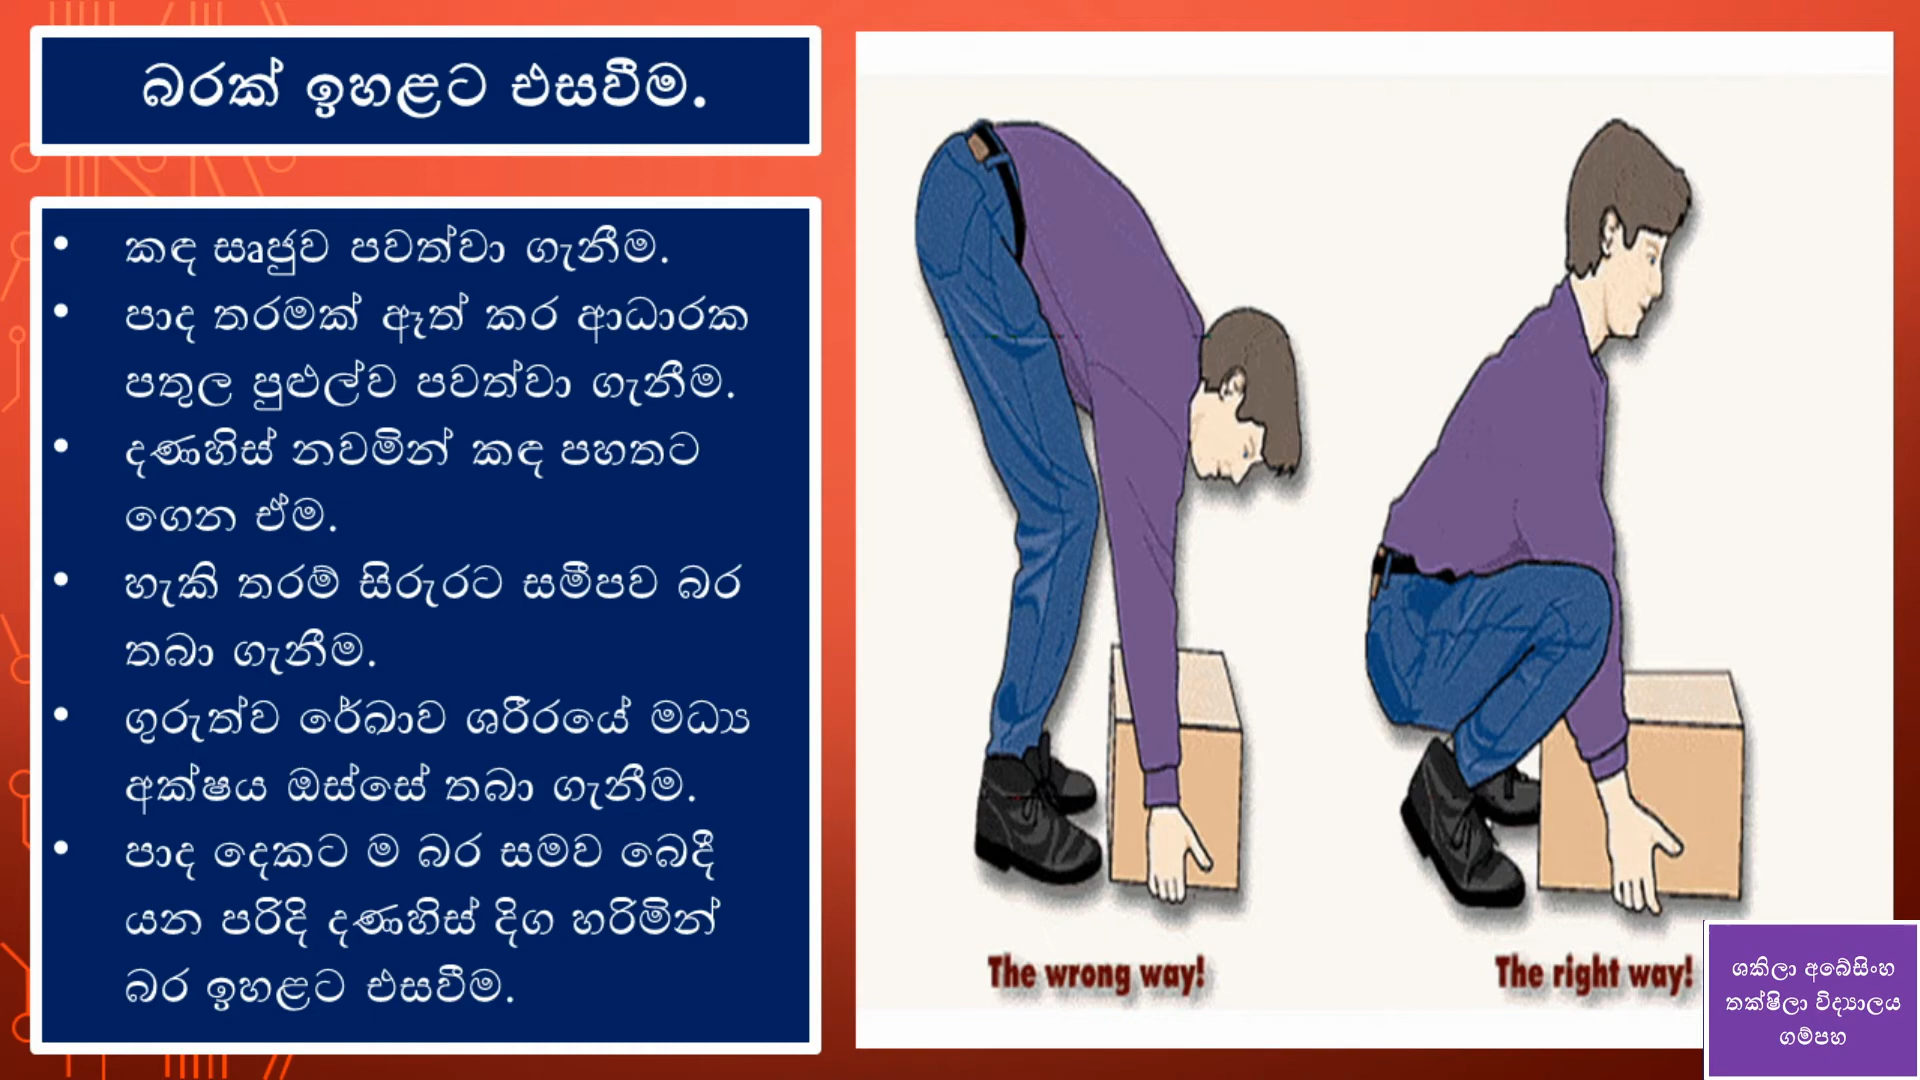 බරක් ඉහළට එසවීම.
• කඳ සෘජුව පවත්වා ගැනීම.
• පාද තරමක් ඈත් කර ආධාරක
පතුල පුළුල්ව පවත්වා ගැනීම.
• දණහිස් නවමින් කඳ පහතට
ගෙන ඒම.
• හැකි තරම් සිරුරට සමීපව බර
තබා ගැනීම.
• ගුරුත්ව රේඛාව ශරීරයේ මධ්‍ය
අක්ෂය ඔස්සේ තබා ගැනීම.
• පාද දෙකට ම බර සමව බෙදී
යන පරිදි දණහිස් දිග හරිමින්
බර ඉහළට එසවීම.
The wrong way!
The right way!
ශකිලා අබේසිංහ
තක්ෂිලා විද්‍යාලය
ගම්පහ